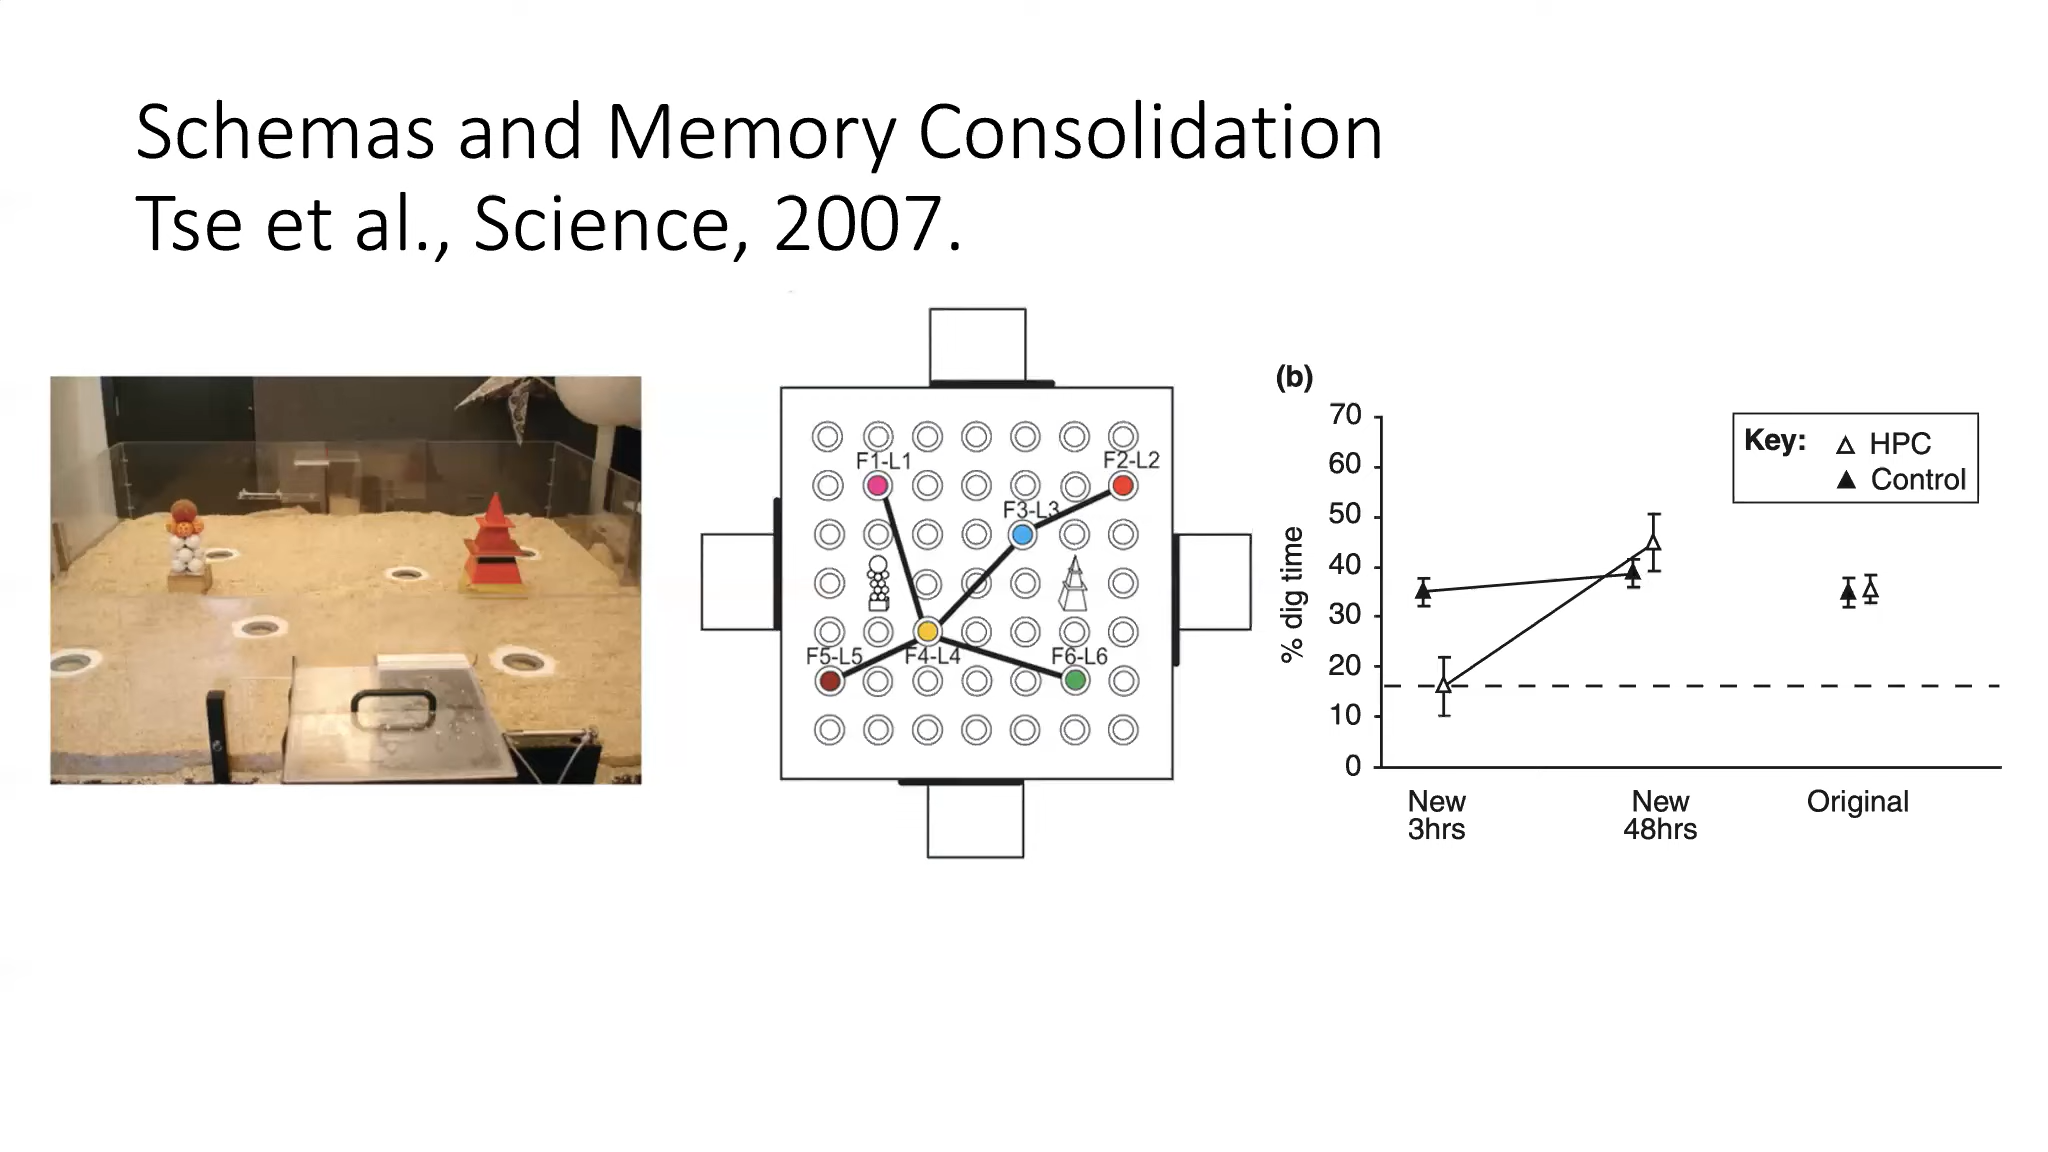 Schemas and Memory Consolidation
Tse et al., Science, 2007.
F1-L1
F2-L2
F3-L3
F5-L5
F4-L4
F6-L6
(b)
% dig time
70
60
50
40
30
20
10
0
Key:
HPC
Control
New
3hrs
New
48hrs
Original